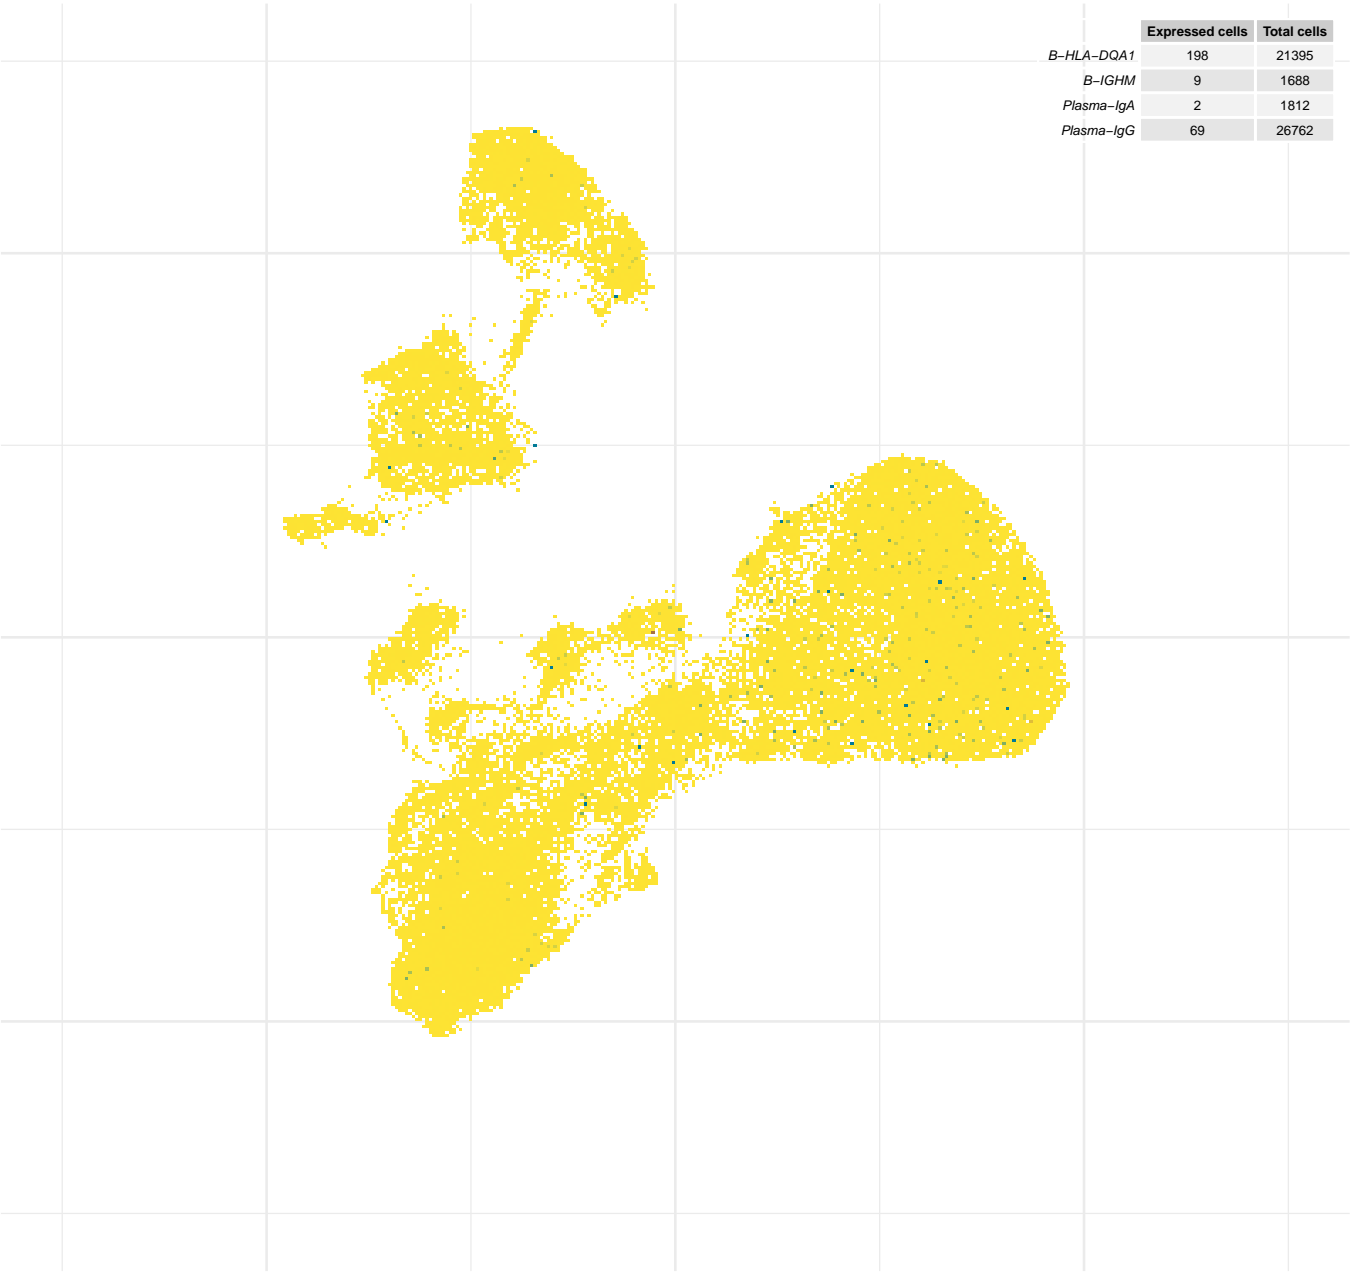 Expressed cells Total cells
B−HLA−DQA1 198 21395
B−IGHM 9 1688
Plasma−IgA 2 1812
Plasma−IgG 69 26762